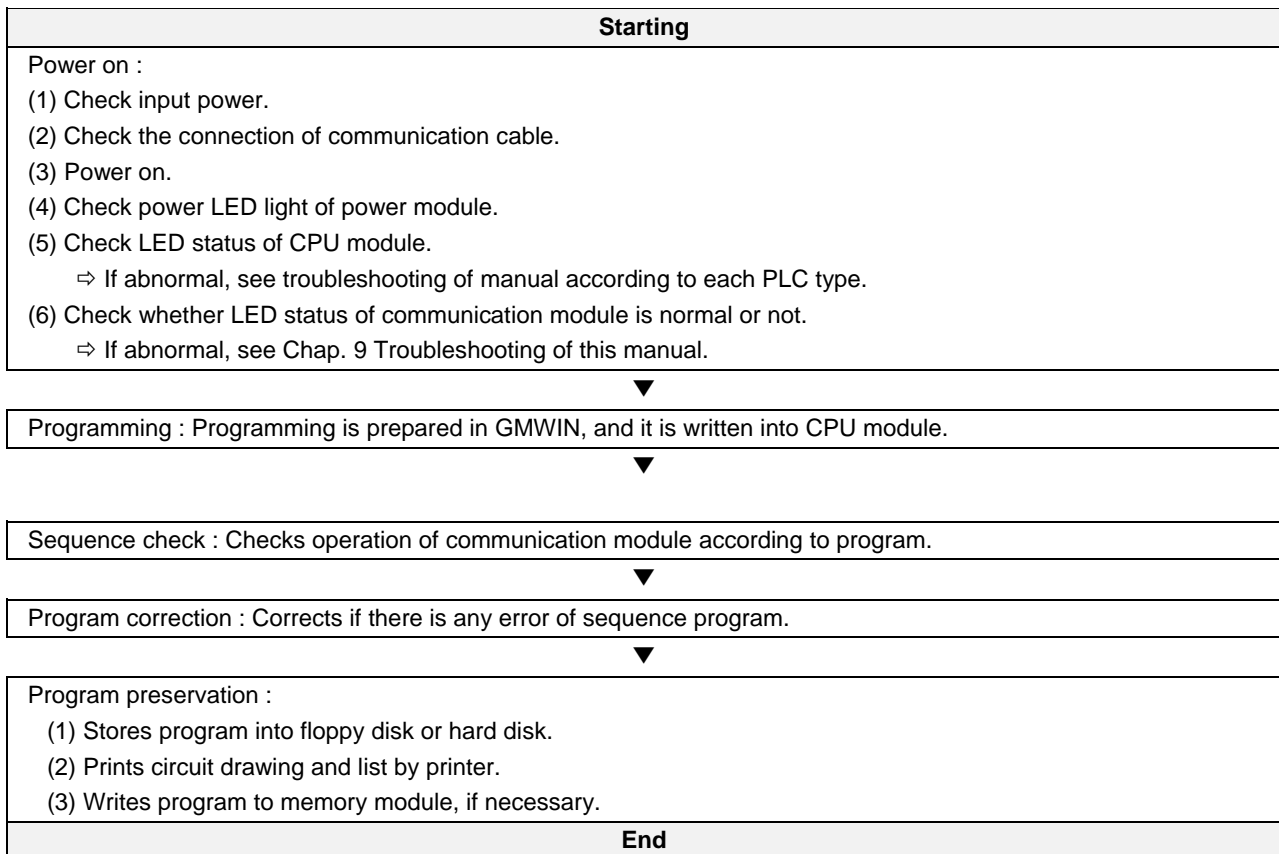 Starting
Power on :
(1) Check input power.
(2) Check the connection of communication cable.
(3) Power on.
(4) Check power LED light of power module.
(5) Check LED status of CPU module.
⇨ If abnormal, see troubleshooting of manual according to each PLC type.
(6) Check whether LED status of communication module is normal or not.
⇨ If abnormal, see Chap. 9 Troubleshooting of this manual.
▼
Programming : Programming is prepared in GMWIN, and it is written into CPU module.
▼
Sequence check : Checks operation of communication module according to program.
▼
Program correction : Corrects if there is any error of sequence program.
▼
Program preservation :
(1) Stores program into floppy disk or hard disk.
(2) Prints circuit drawing and list by printer.
(3) Writes program to memory module, if necessary.
End